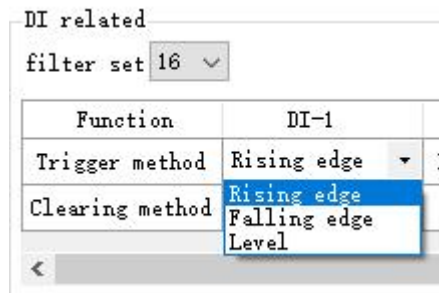 DI related
filter set 16
Function DI-1
Trigger method Rising edge
Clearing method Rising edge
Falling edge
Level